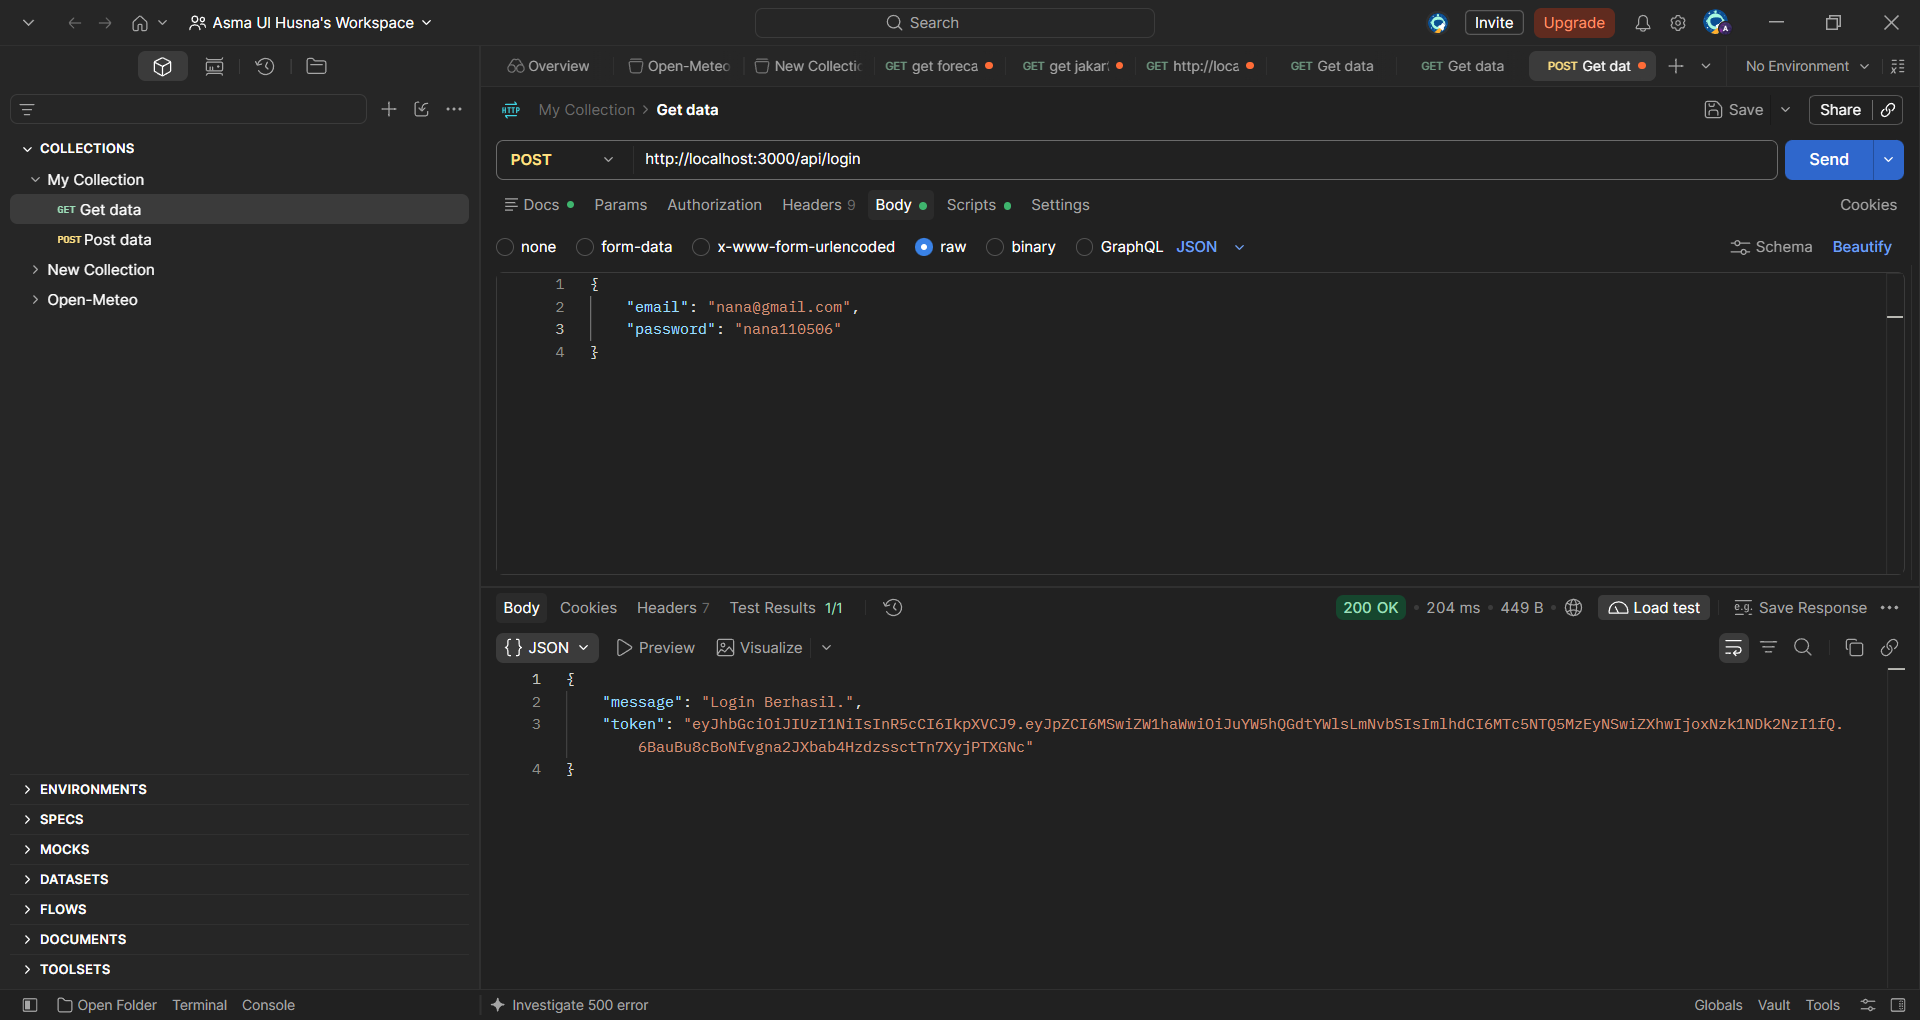 Asma Ul Husna's Workspace
Search
Invite
Upgrade
Overview
Open-Meteo
New Collectic
GET get foreca
GET get jakar
GET http://loca
GET Get data
GET Get data
POST Get dat
No Environment
HTTP My Collection > Get data
Save
Share
COLLECTIONS
My Collection
GET Get data
POST Post data
New Collection
Open-Meteo
ENVIRONMENTS
SPECS
MOCKS
DATASETS
FLOWS
DOCUMENTS
TOOLSETS
POST http://localhost:3000/api/login
Send
Docs Params Authorization Headers 9 Body Scripts Settings
Cookies
none form-data x-www-form-urlencoded raw binary GraphQL JSON
Schema Beautify
1 {
2 "email": "nana@gmail.com",
3 "password": "nana110506"
4 }
Body Cookies Headers 7 Test Results 1/1
200 OK • 204 ms • 449 B
Load test
e.g. Save Response
{} JSON Preview Visualize
1 {
2 "message": "Login Berhasil.",
3 "token": "eyJhbGciOiJIUzI1NiIsInR5cCI6IkpXVCJ9.eyJpZCI6MSwiZW1haWwiOiJuYW5hQGdtYWlsLmNvbSIsImlhdCI6MTc5NTQ5MzEyNSwiZXhwIjoxNzk1NDk2NzI1fQ.
6BauBu8cBoNfvgna2JXbab4HzdzssctTn7XyjPTXGNc"
4 }
Open Folder Terminal Console
Investigate 500 error
Globals Vault Tools